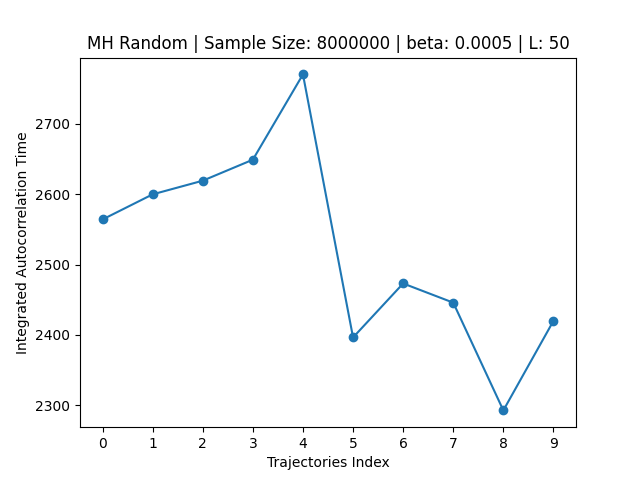 MH Random | Sample Size: 8000000 | beta: 0.0005 | L: 50
Integrated Autocorrelation Time
2700
2600
2500
2400
2300
0 1 2 3 4 5 6 7 8 9
Trajectories Index